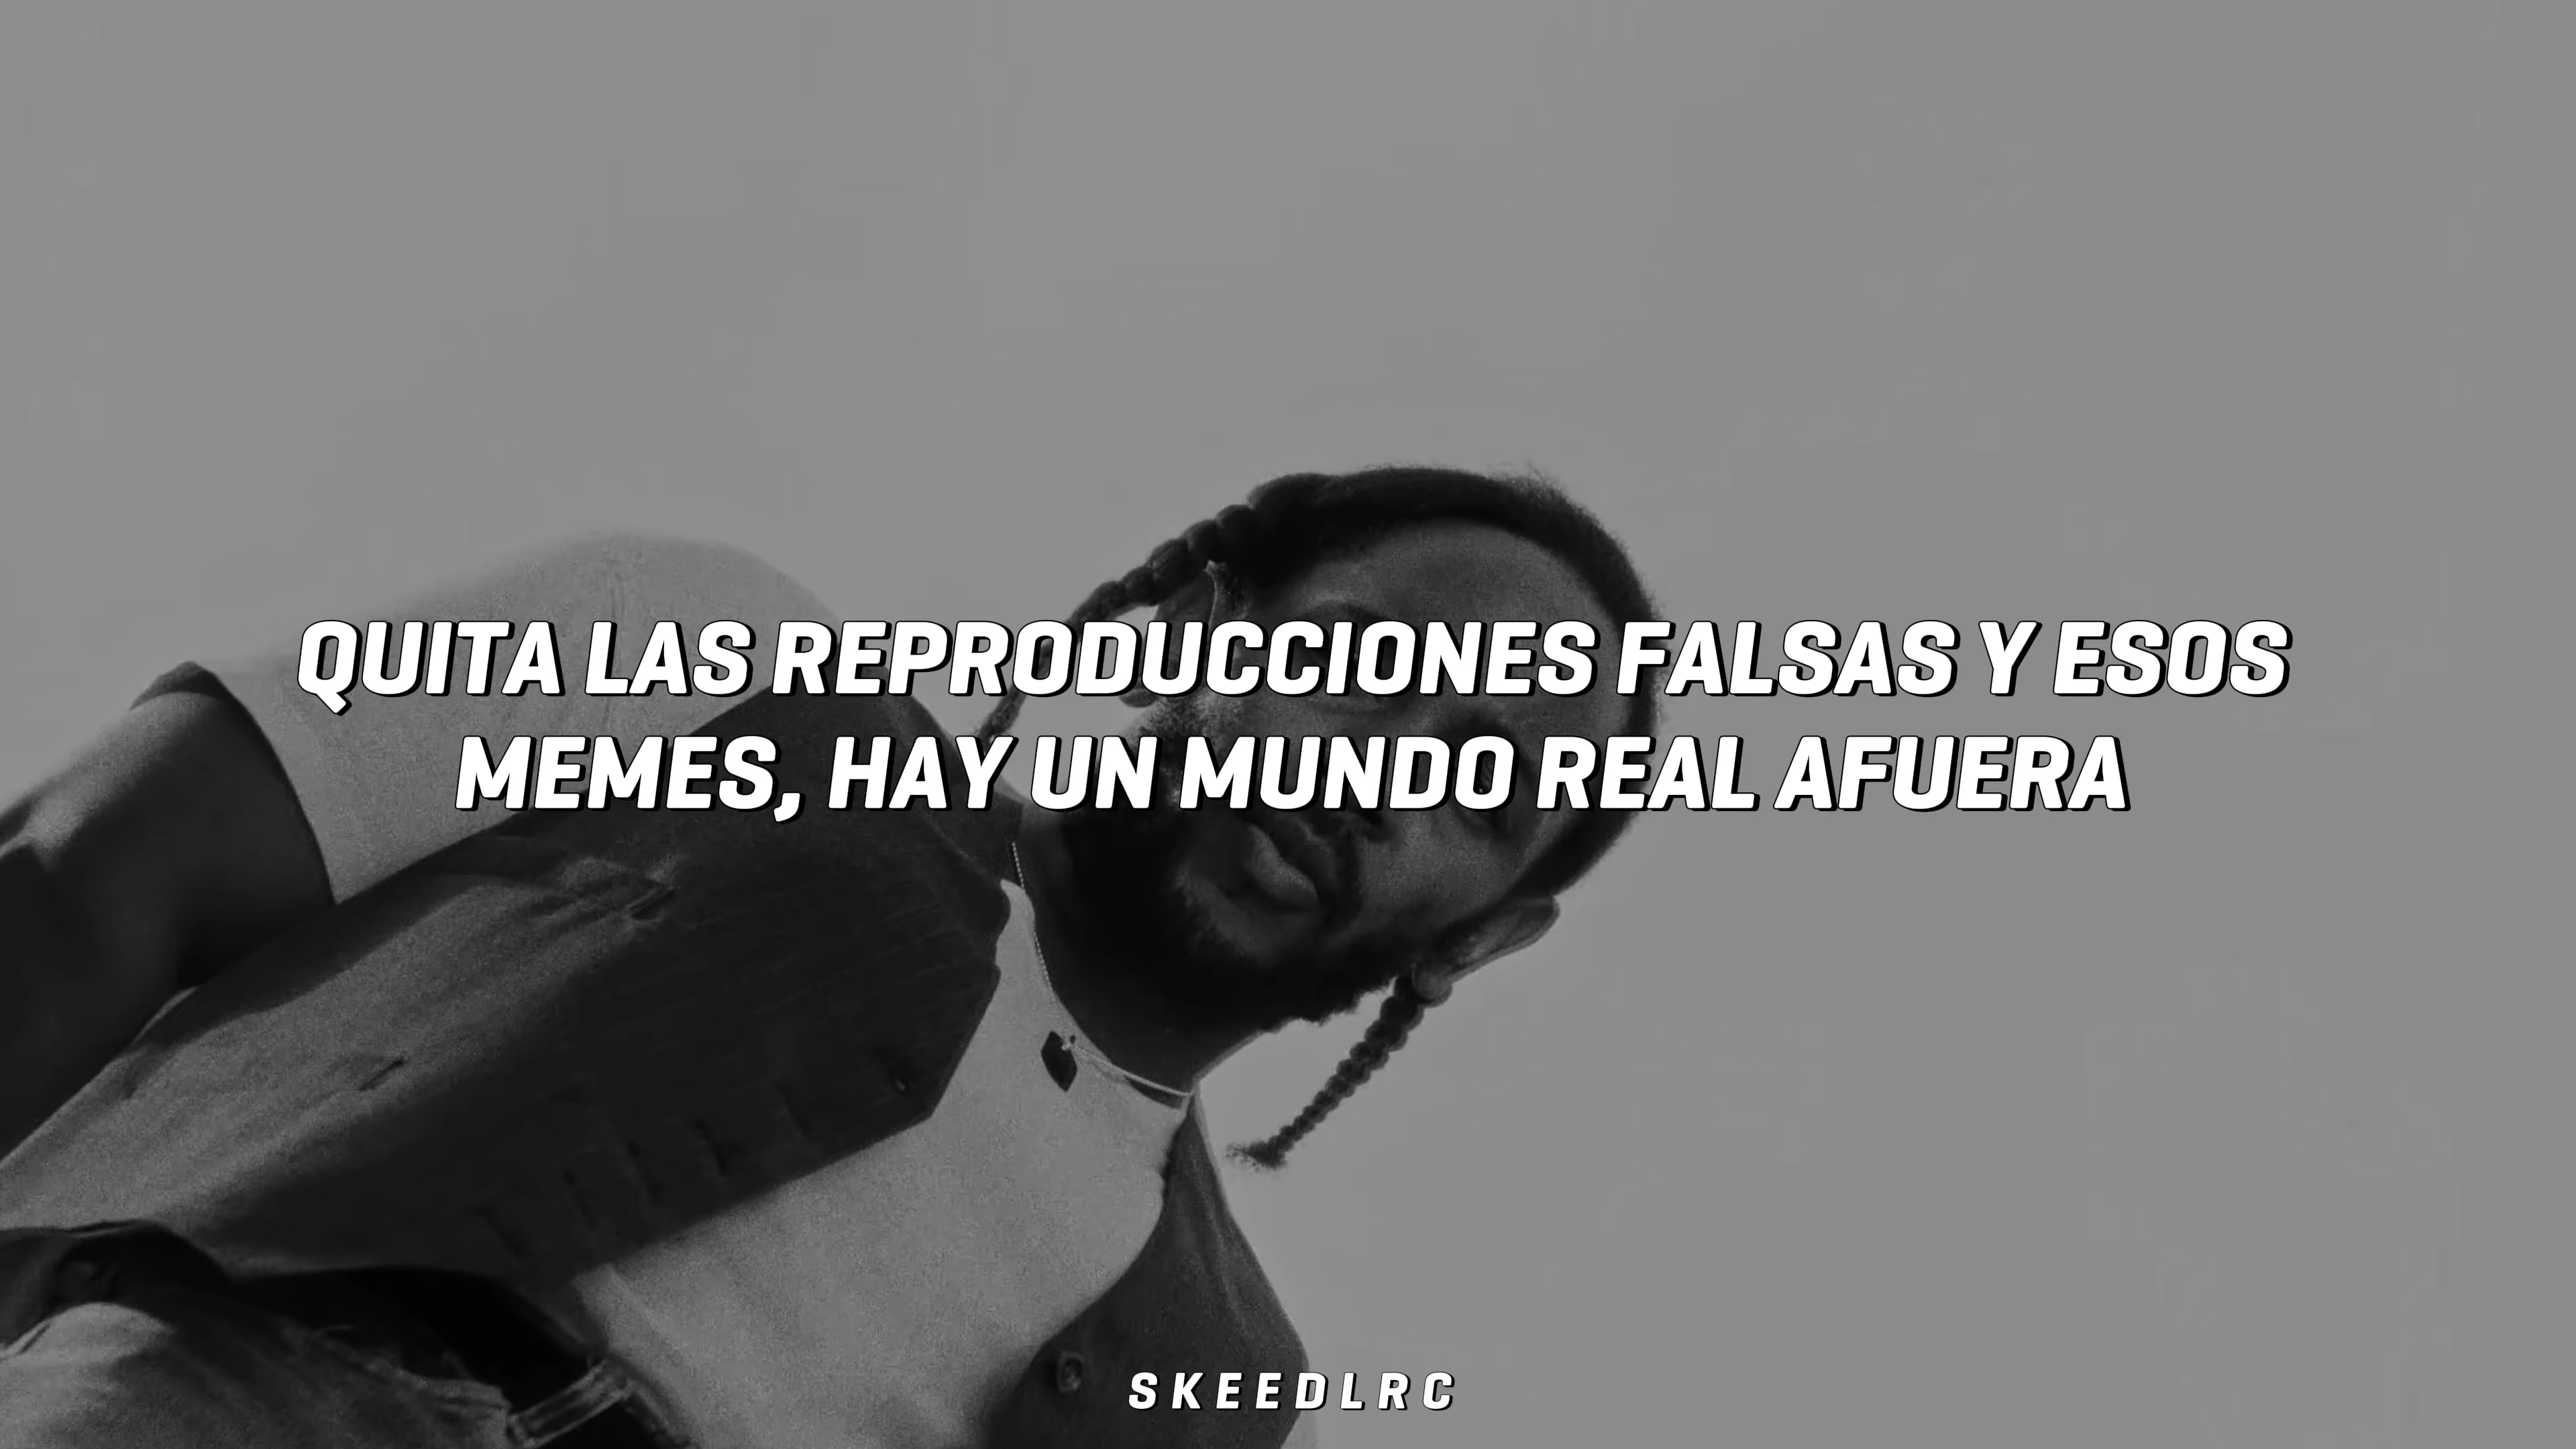 QUITA LAS REPRODUCCIONES FALSAS Y ESOS
MEMES, HAY UN MUNDO REAL AFUERA
SKEEDLRC